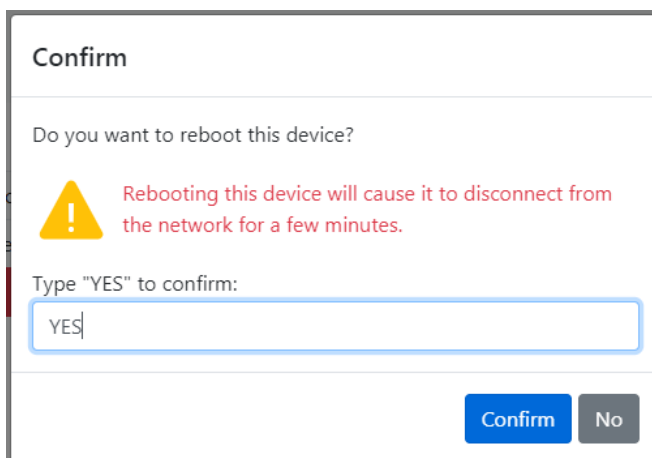 Confirm
Do you want to reboot this device?
Rebooting this device will cause it to disconnect from
the network for a few minutes.
Type "YES" to confirm:
YES
Confirm No